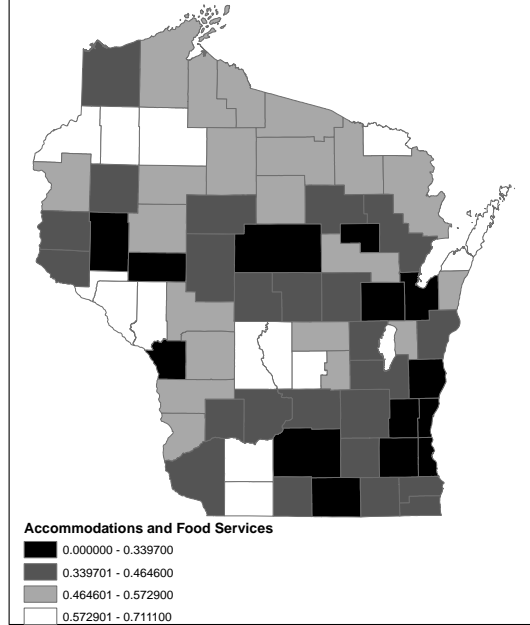 Accommodations and Food Services
0.000000 - 0.339700
0.339701 - 0.464600
0.464601 - 0.572900
0.572901 - 0.711100